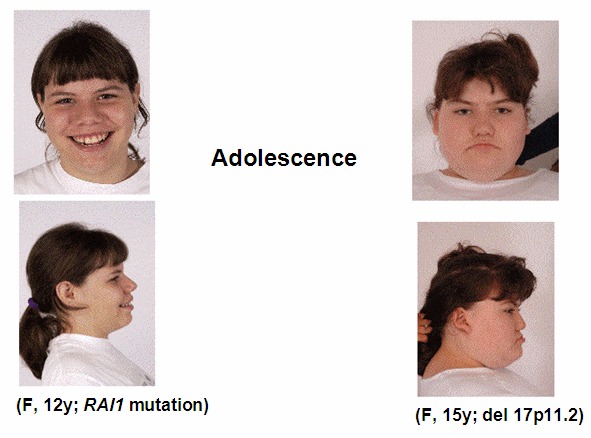 Adolescence
(F, 12y; RAI1 mutation)
(F, 15y; del 17p11.2)